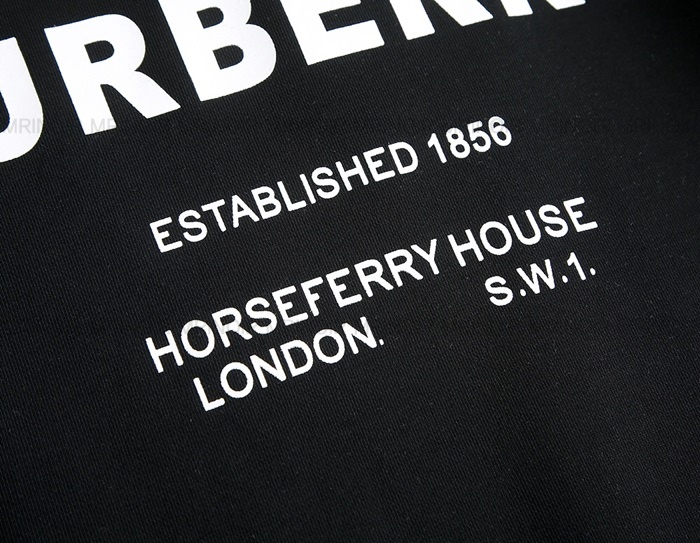 URBERR
ESTABLISHED 1856
HORSEFERRY HOUSE
LONDON. S.W.1.